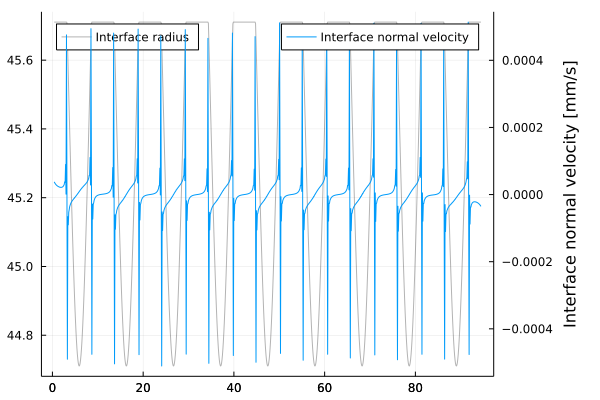 Interface radius
Interface normal velocity
45.6
45.4
45.2
45.0
44.8
0.0004
0.0002
0.0000
−0.0002
−0.0004
Interface normal velocity [mm/s]
0 20 40 60 80